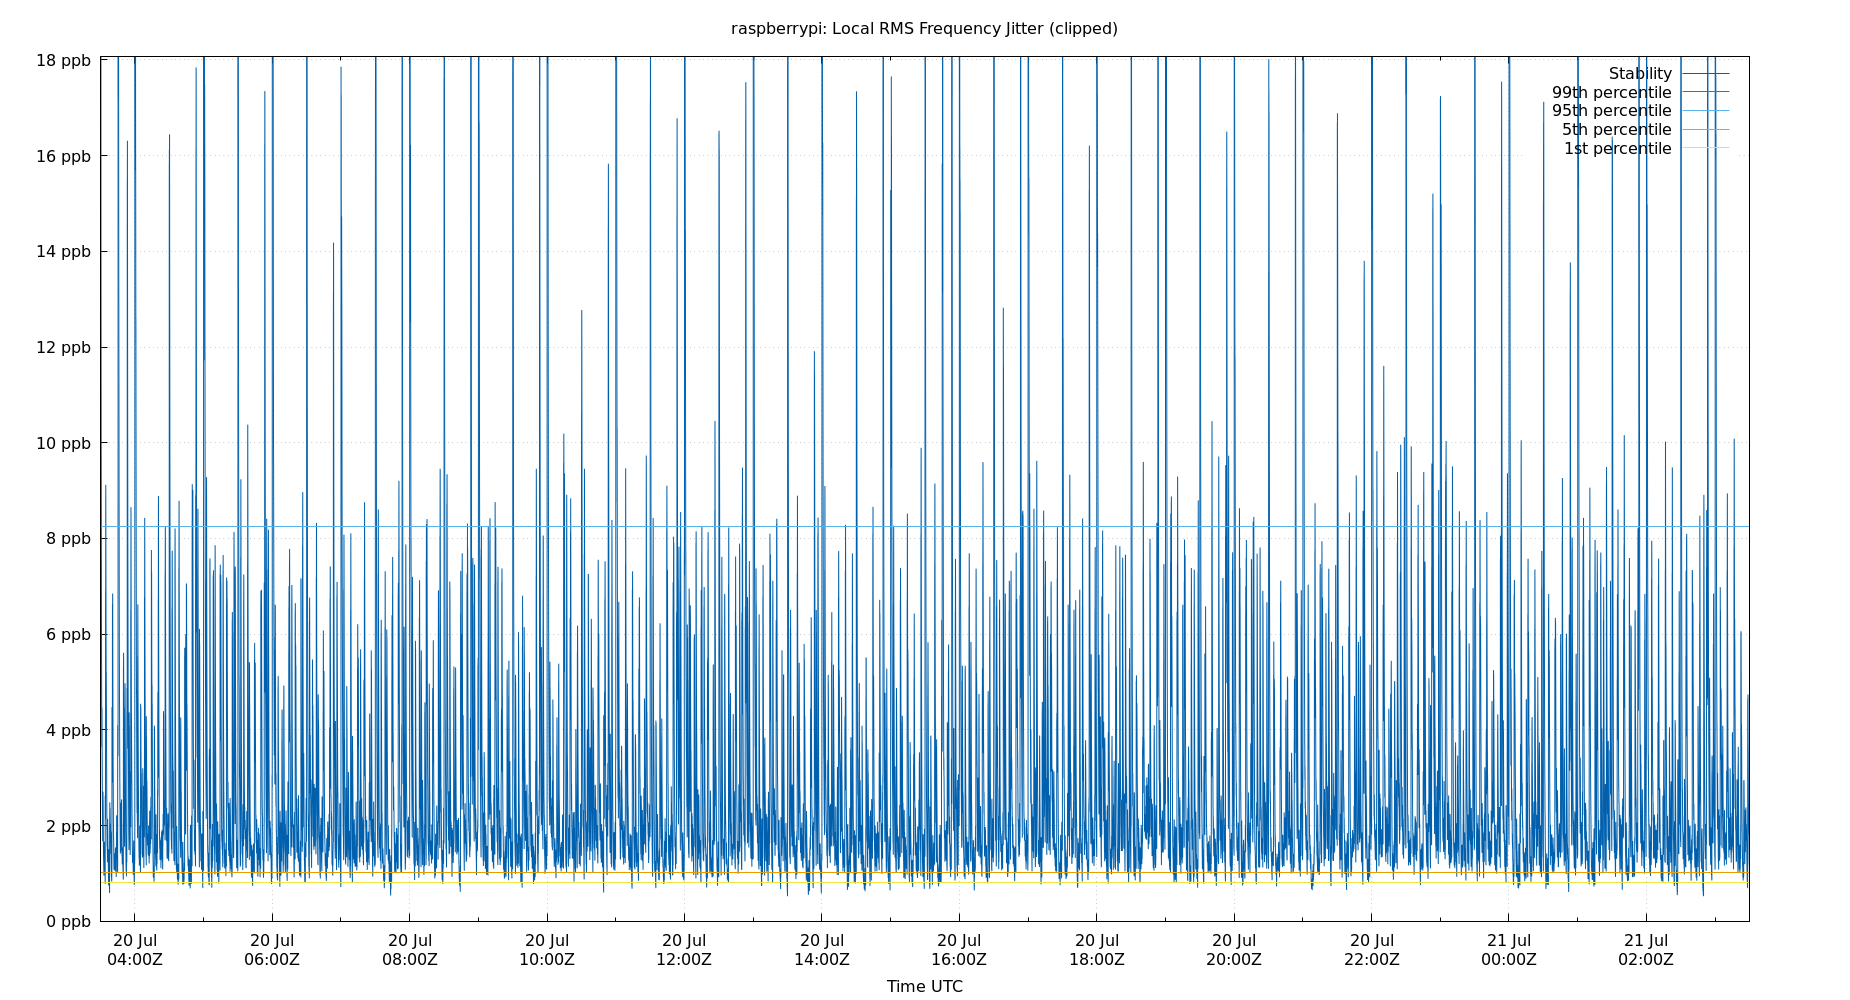 raspberrypi: Local RMS Frequency Jitter (clipped)
18 ppb
16 ppb
14 ppb
12 ppb
10 ppb
8 ppb
6 ppb
4 ppb
2 ppb
0 ppb
Stability
99th percentile
95th percentile
5th percentile
1st percentile
20 Jul 20 Jul 20 Jul 20 Jul 20 Jul 20 Jul 20 Jul 20 Jul 20 Jul 20 Jul 21 Jul 21 Jul
04:00Z 06:00Z 08:00Z 10:00Z 12:00Z 14:00Z 16:00Z 18:00Z 20:00Z 22:00Z 00:00Z 02:00Z
Time UTC